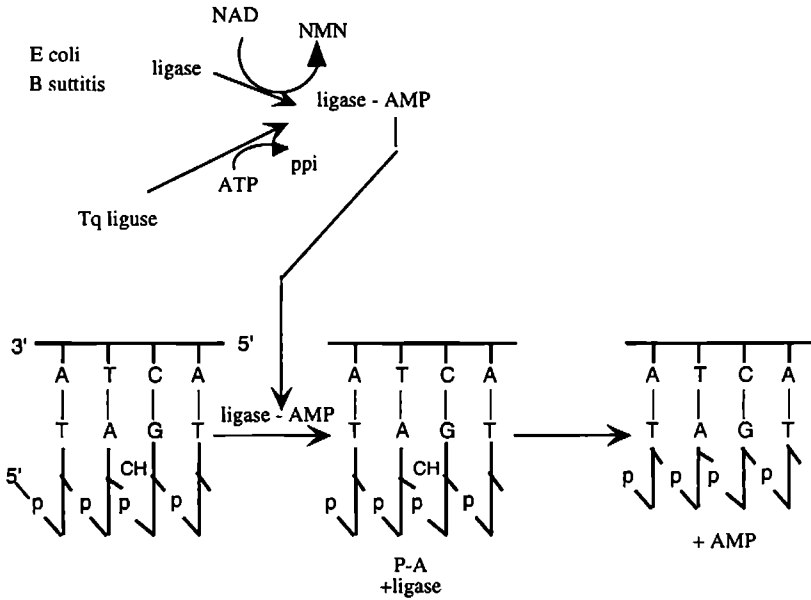 NAD
NMN
E coli
B suttitis
ligase
ligase - AMP
ppi
ATP
Tq liguse
3' 5'
A T C A A T C A A T C A
ligase - AMP
T A G T T A G T T A G T
5' CH CH
p p p p p p p p p p p p
+ AMP
P-A
+ligase